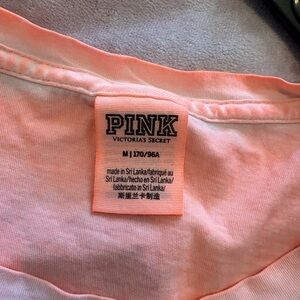 PINK
VICTORIA'S SECRET
M | 170/96A
made in Sri Lanka/fabriqué au
Sri Lanka/hecho en Sri Lanka/
fabbricato in Sri Lanka/
斯里兰卡制造